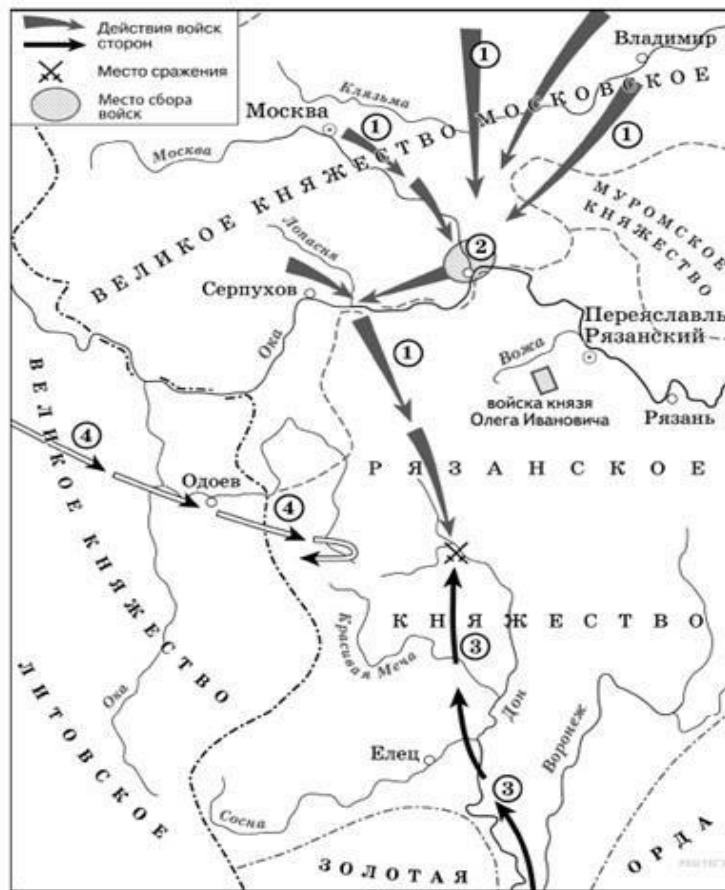 Действия войск
сторон
Место сражения
Место сбора
войск
Владимир
1
Клязьма
Москва
1
1
Москва
ВЕЛИКОЕ КНЯЖЕСТВО МОСКОВСКОЕ
МУРОМСКОЕ
КНЯЖЕСТВО
Лопасня
2
Серпухов
Ока
1
Переяславль
Рязанский
Вожа
войска князя
Олега Ивановича
Рязань
4
Одоев
4
РЯЗАНСКОЕ
КНЯЖЕСТВО
ВЕЛИКОЕ КНЯЖЕСТВО
ЛИТОВСКОЕ
Красивая Меча
3
Дон
Ока
Воронеж
Елец
3
Сосна
ЗОЛОТАЯ ОРДА